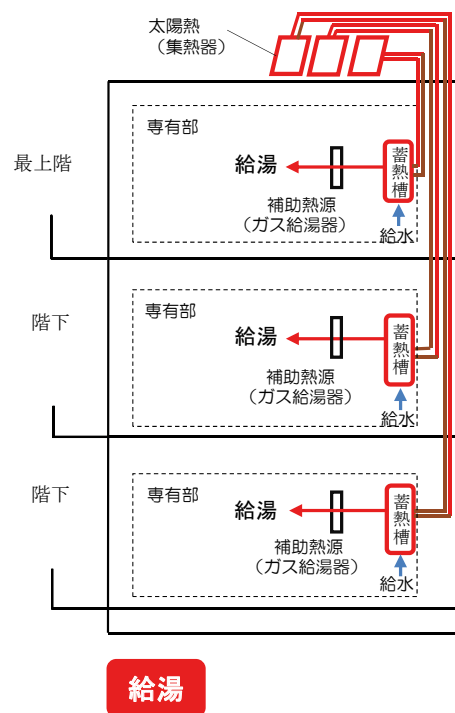 太陽熱
（集熱器）
最上階
専有部
給湯
補助熱源
（ガス給湯器）
蓄熱槽
給水
階下
専有部
給湯
補助熱源
（ガス給湯器）
蓄熱槽
給水
階下
専有部
給湯
補助熱源
（ガス給湯器）
蓄熱槽
給水
給湯